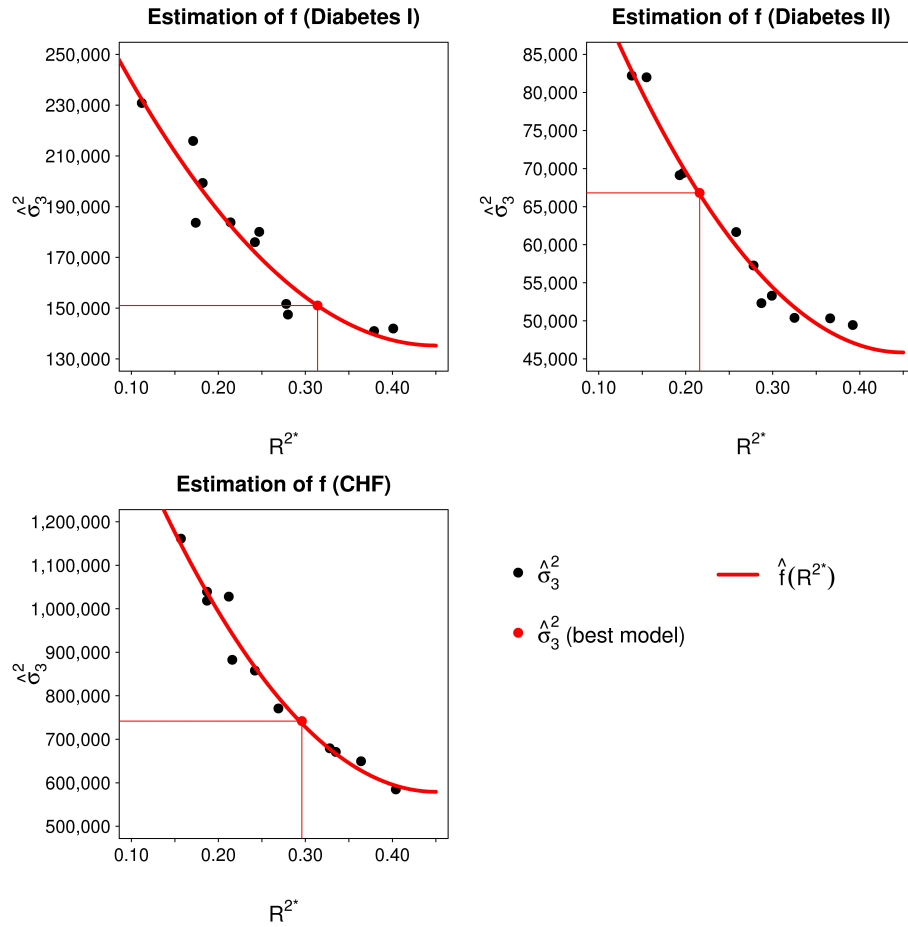 Estimation of f (Diabetes I)
250,000
230,000
210,000
190,000
170,000
150,000
130,000
σ̂₃²
0.10 0.20 0.30 0.40
R²*
Estimation of f (Diabetes II)
85,000
80,000
75,000
70,000
65,000
60,000
55,000
50,000
45,000
σ̂₃²
0.10 0.20 0.30 0.40
R²*
Estimation of f (CHF)
1,200,000
1,100,000
1,000,000
900,000
800,000
700,000
600,000
500,000
σ̂₃²
0.10 0.20 0.30 0.40
R²*
σ̂₃²
f̂(R²*)
σ̂₃² (best model)